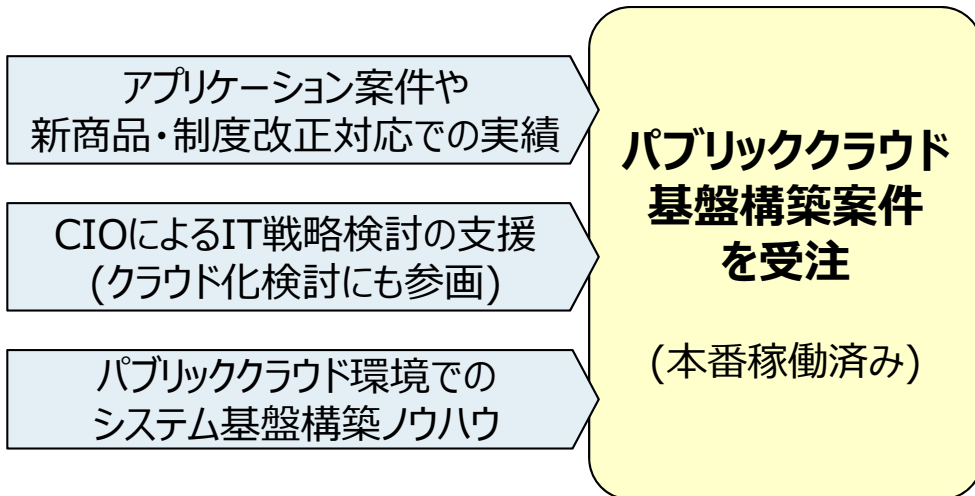 アプリケーション案件や
新商品・制度改正対応での実績
CIOによるIT戦略検討の支援
(クラウド化検討にも参画)
パブリッククラウド環境での
システム基盤構築ノウハウ
パブリッククラウド
基盤構築案件
を受注
(本番稼働済み)